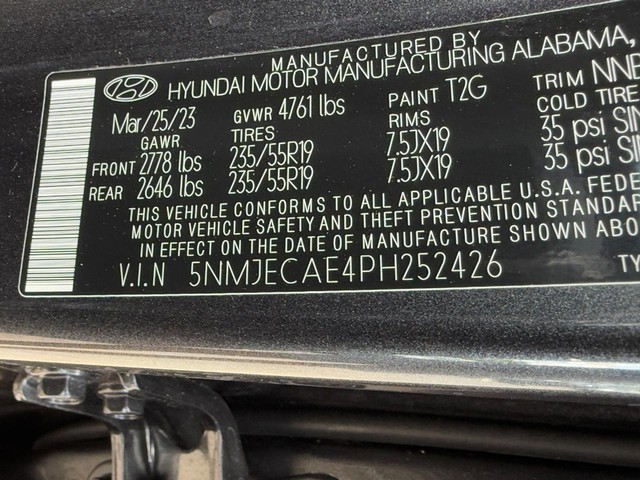 MANUFACTURED BY
HYUNDAI MOTOR MANUFACTURING ALABAMA,
Mar/25/23 GVWR 4761 lbs PAINT T2G TRIM NNB
GAWR TIRES RIMS COLD TIRE
FRONT 2778 lbs 235/55R19 7.5JX19 35 psi SIN
REAR 2646 lbs 235/55R19 7.5JX19 35 psi SIN
THIS VEHICLE CONFORMS TO ALL APPLICABLE U.S.A. FEDE
MOTOR VEHICLE SAFETY AND THEFT PREVENTION STANDAR
IN EFFECT ON THE DATE OF MANUFACTURE SHOWN ABO
V.I.N 5NMJECAE4PH252426 TY